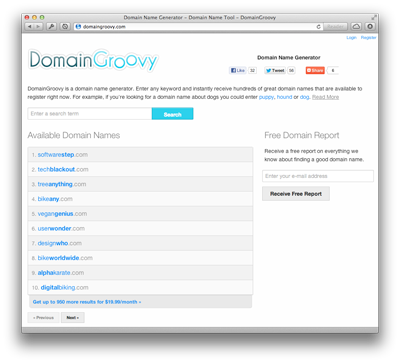 Domain Name Generator – Domain Name Tool – DomainGroovy
domaingroovy.com
Reader
Login Register
DomainGroovy
Domain Name Generator
Like 32 Tweet 56 Share 8
DomainGroovy is a domain name generator. Enter any keyword and instantly receive hundreds of great domain names that are available to
register right now. For example, if you're looking for a domain name about dogs you could enter puppy, hound or dog. Read More
Enter a search term Search
Available Domain Names
1. softwarestep.com
2. techblackout.com
3. treeanything.com
4. bikeany.com
5. vegangenius.com
6. userwonder.com
7. designwho.com
8. bikeworldwide.com
9. alphakarate.com
10. digitalbiking.com
Get up to 950 more results for $19.99/month »
« Previous Next »
Free Domain Report
Receive a free report on everything we
know about finding a good domain name.
Enter your e-mail address
Receive Free Report